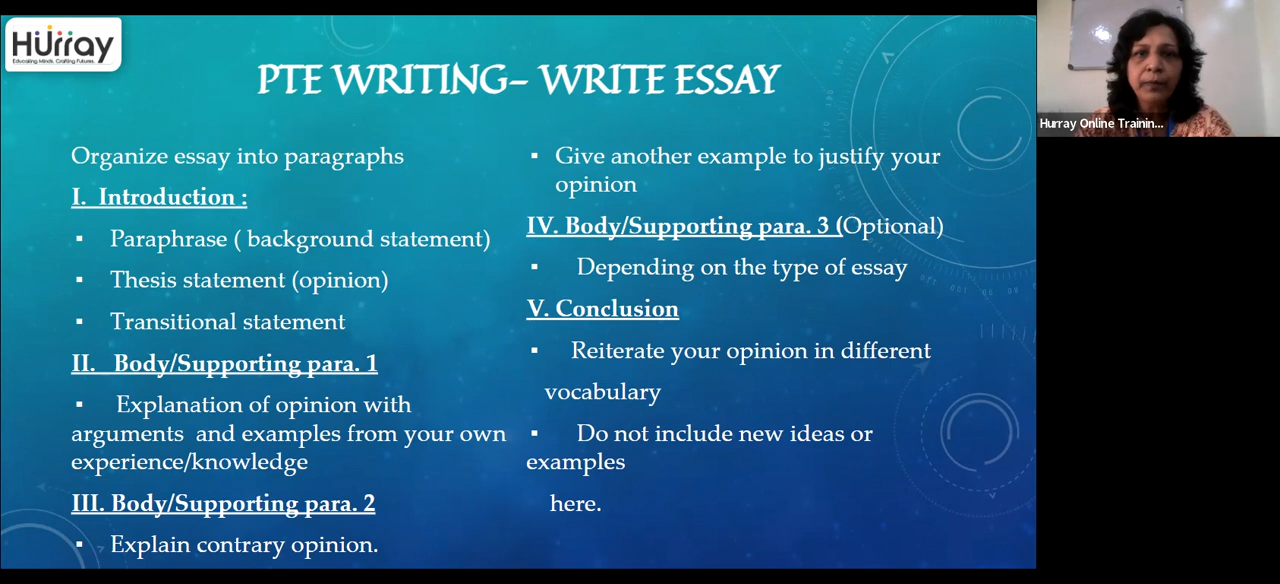 Hurray
Educating Minds, Crafting Futures.
PTE WRITING– WRITE ESSAY
Organize essay into paragraphs
I. Introduction :
▪ Paraphrase ( background statement)
▪ Thesis statement (opinion)
▪ Transitional statement
II. Body/Supporting para. 1
▪ Explanation of opinion with
arguments and examples from your own
experience/knowledge
III. Body/Supporting para. 2
▪ Explain contrary opinion.
▪ Give another example to justify your
opinion
IV. Body/Supporting para. 3 (Optional)
▪ Depending on the type of essay
V. Conclusion
▪ Reiterate your opinion in different
vocabulary
▪ Do not include new ideas or
examples
here.
Hurray Online Trainin...